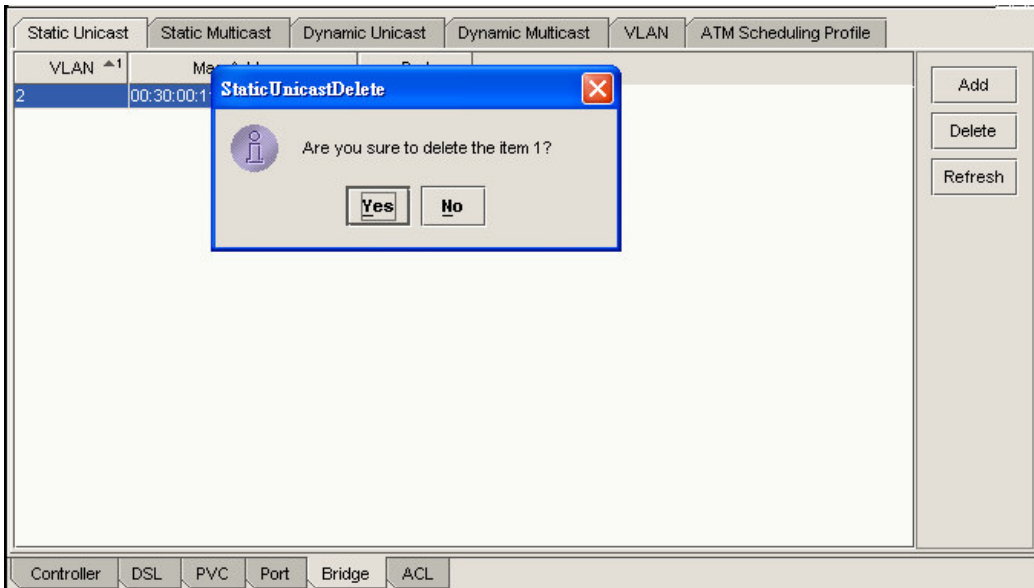 Static Unicast Static Multicast Dynamic Unicast Dynamic Multicast VLAN ATM Scheduling Profile
VLAN 1
2 00:30:00:1
StaticUnicastDelete
Are you sure to delete the item 1?
Yes No
Add
Delete
Refresh
Controller DSL PVC Port Bridge ACL